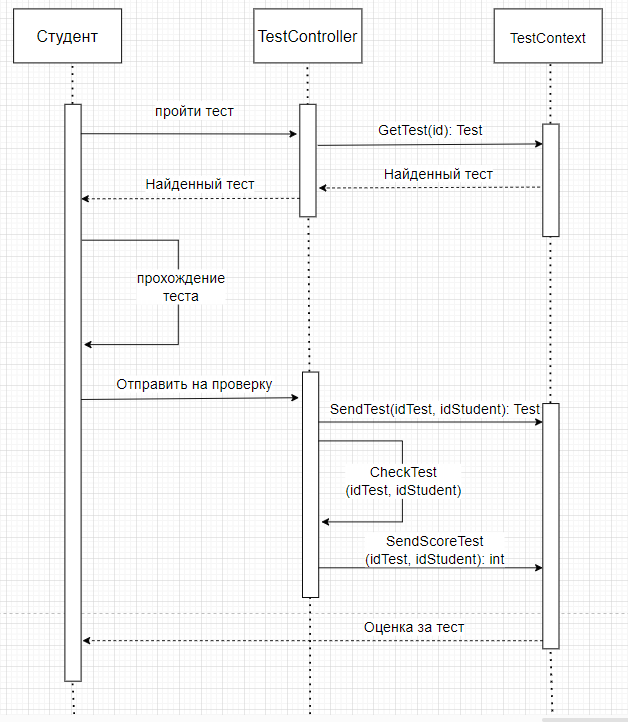 Студент
TestController
TestContext
пройти тест
GetTest(id): Test
Найденный тест
Найденный тест
прохождение
теста
Отправить на проверку
SendTest(idTest, idStudent): Test
CheckTest
(idTest, idStudent)
SendScoreTest
(idTest, idStudent): int
Оценка за тест